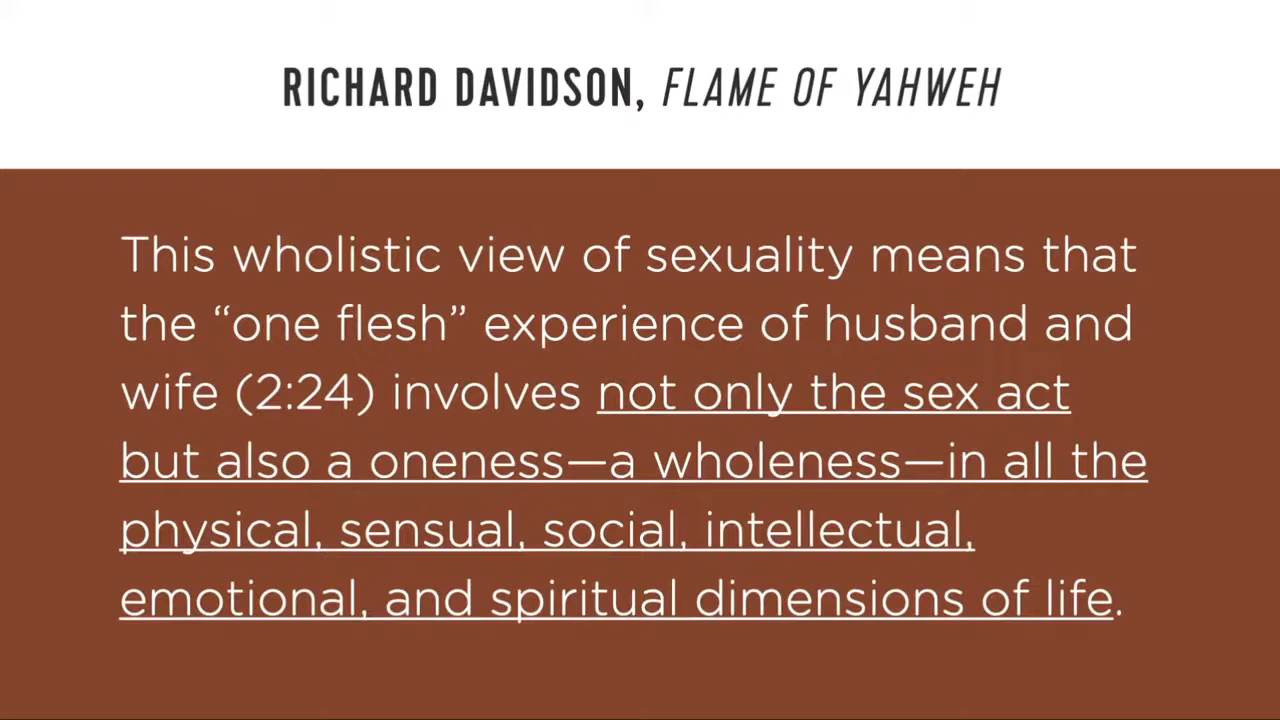 RICHARD DAVIDSON, FLAME OF YAHWEH
This wholistic view of sexuality means that
the “one flesh” experience of husband and
wife (2:24) involves not only the sex act
but also a oneness—a wholeness—in all the
physical, sensual, social, intellectual,
emotional, and spiritual dimensions of life.